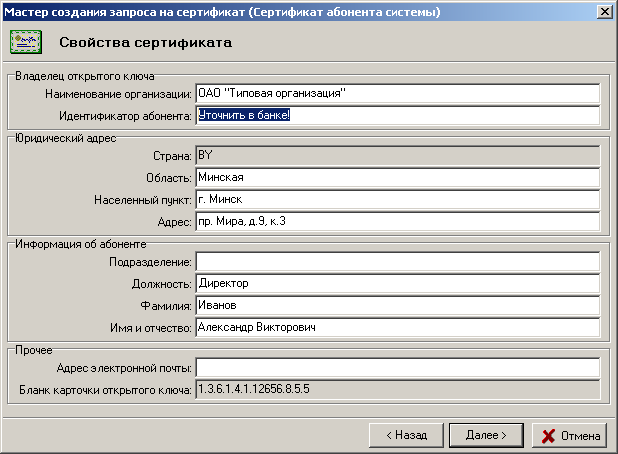 Мастер создания запроса на сертификат (Сертификат абонента системы)
Свойства сертификата
Владелец открытого ключа
Наименование организации: ОАО "Типовая организация"
Идентификатор абонента: Уточнить в банке!
Юридический адрес
Страна: BY
Область: Минская
Населенный пункт: г. Минск
Адрес: пр. Мира, д.9, к.3
Информация об абоненте
Подразделение:
Должность: Директор
Фамилия: Иванов
Имя и отчество: Александр Викторович
Прочее
Адрес электронной почты:
Бланк карточки открытого ключа: 1.3.6.1.4.1.12656.8.5.5
< Назад Далее > Отмена